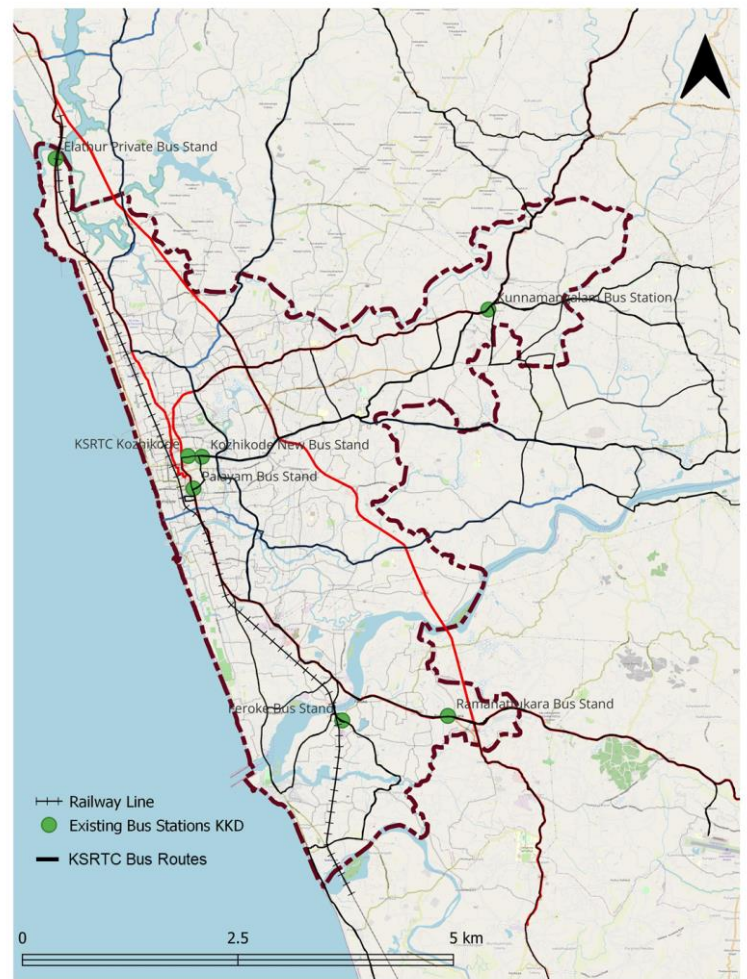 Elathur Private Bus Stand
Kunnamangalam Bus Station
KSRTC Kozhikode
Kozhikode New Bus Stand
Palayam Bus Stand
Feroke Bus Stand
Ramanattukara Bus Stand
Railway Line
Existing Bus Stations KKD
KSRTC Bus Routes
0 2.5 5 km